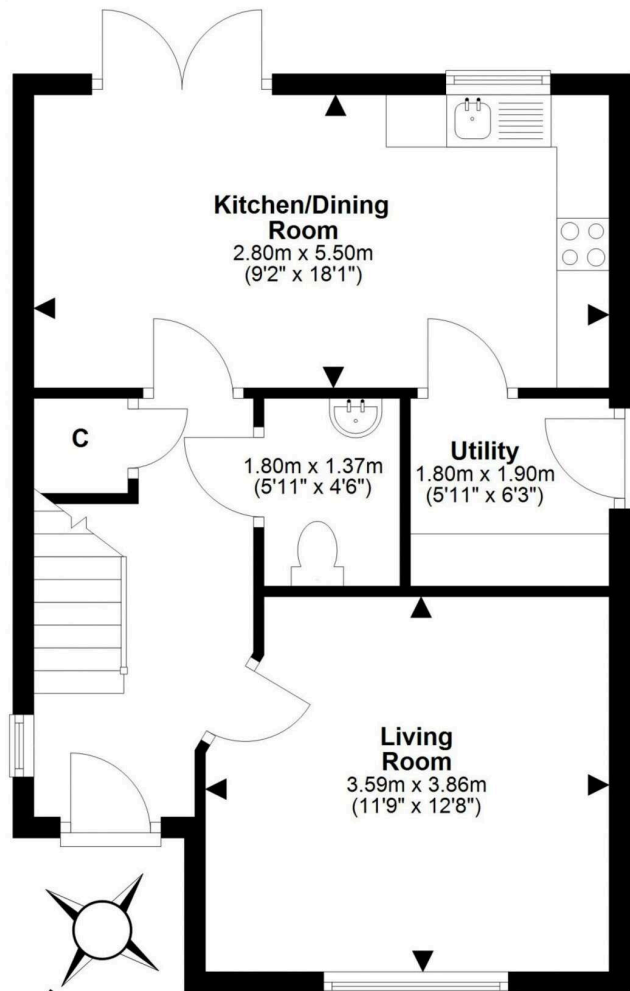 Kitchen/Dining
Room
2.80m x 5.50m
(9'2" x 18'1")
C
1.80m x 1.37m
(5'11" x 4'6")
Utility
1.80m x 1.90m
(5'11" x 6'3")
Living
Room
3.59m x 3.86m
(11'9" x 12'8")